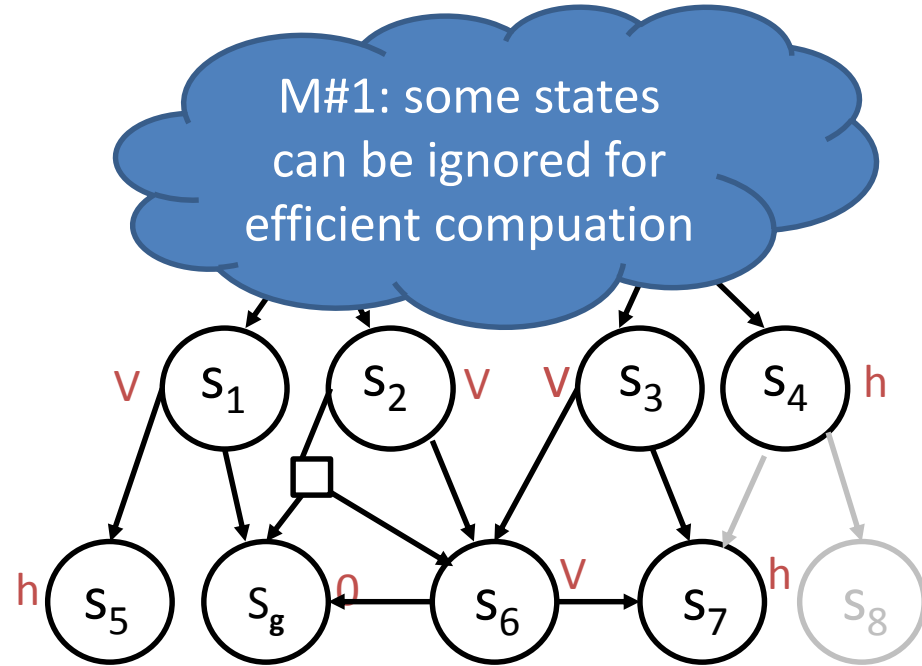 M#1: some states
can be ignored for
efficient compuation
V s1 s2 V V s3 s4 h
h s5 sg 0 s6 V s7 h s8